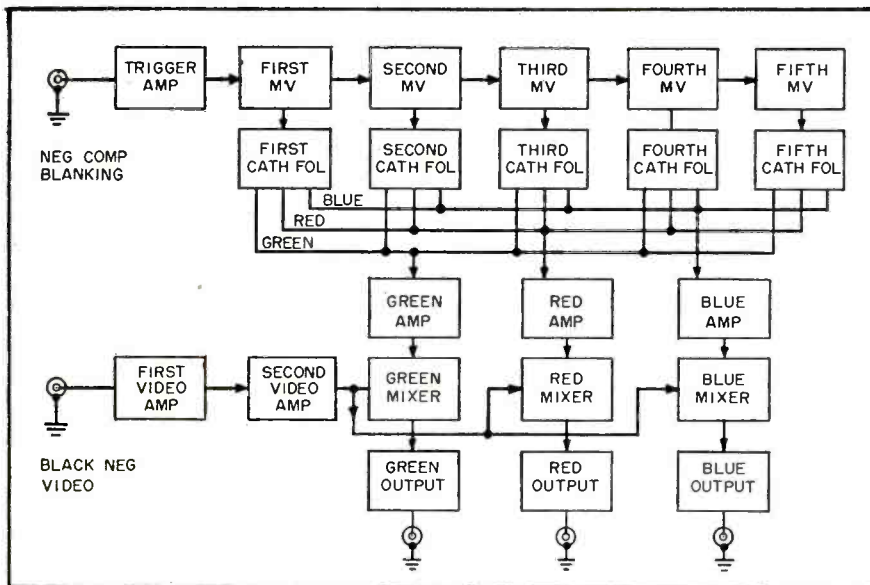 TRIGGER
AMP
FIRST
MV
SECOND
MV
THIRD
MV
FOURTH
MV
FIFTH
MV
NEG COMP
BLANKING
FIRST
CATH FOL
SECOND
CATH FOL
THIRD
CATH FOL
FOURTH
CATH FOL
FIFTH
CATH FOL
BLUE
RED
GREEN
GREEN
AMP
RED
AMP
BLUE
AMP
FIRST
VIDEO
AMP
SECOND
VIDEO
AMP
GREEN
MIXER
RED
MIXER
BLUE
MIXER
BLACK NEG
VIDEO
GREEN
OUTPUT
RED
OUTPUT
BLUE
OUTPUT